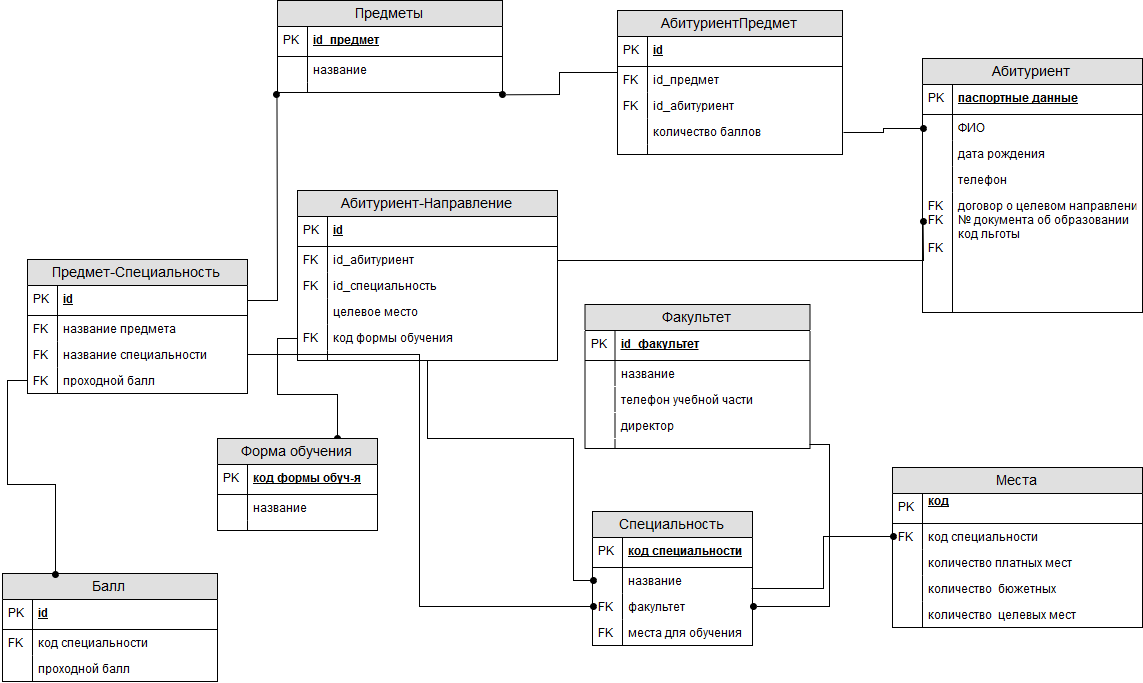 Предметы
PK id_предмет
название
АбитуриентПредмет
PK id
FK id_предмет
FK id_абитуриент
количество баллов
Абитуриент
PK паспортные данные
ФИО
дата рождения
телефон
FK договор о целевом направлени
FK № документа об образовании
код льготы
FK
Абитуриент-Направление
PK id
FK id_абитуриент
FK id_специальность
целевое место
FK код формы обучения
Предмет-Специальность
PK id
FK название предмета
FK название специальности
FK проходной балл
Факультет
PK id_факультет
название
телефон учебной части
директор
Форма обучения
PK код формы обуч-я
название
Места
PK код
FK код специальности
количество платных мест
количество бюжетных
количество целевых мест
Специальность
PK код специальности
название
FK факультет
FK места для обучения
Балл
PK id
FK код специальности
проходной балл